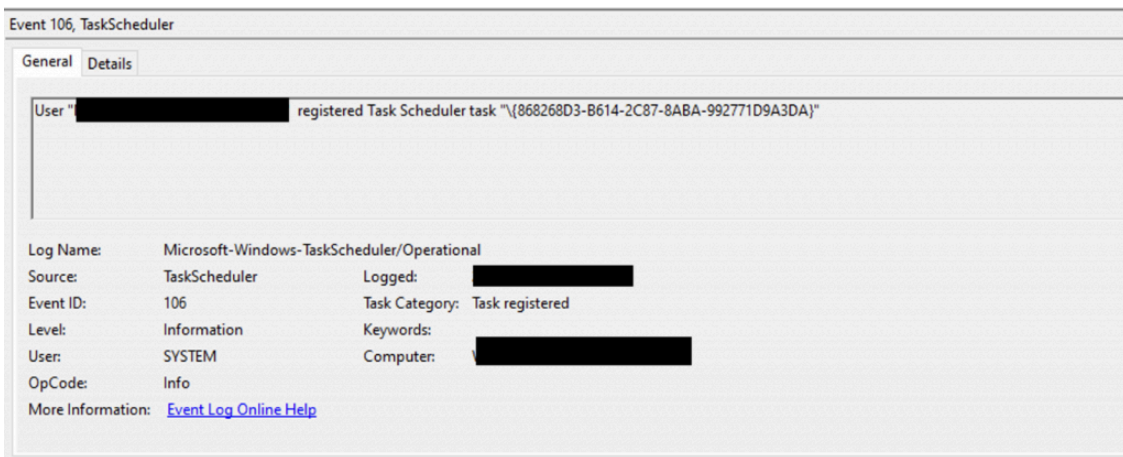 Event 106, TaskScheduler
General Details
User " registered Task Scheduler task "\{868268D3-B614-2C87-8ABA-992771D9A3DA}"
Log Name: Microsoft-Windows-TaskScheduler/Operational
Source: TaskScheduler Logged:
Event ID: 106 Task Category: Task registered
Level: Information Keywords:
User: SYSTEM Computer:
OpCode: Info
More Information: Event Log Online Help